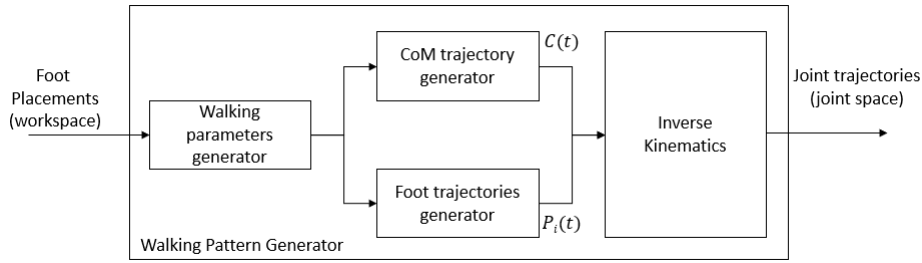 Foot
Placements
(workspace)
Walking
parameters
generator
CoM trajectory
generator
C(t)
Foot trajectories
generator
P_i(t)
Inverse
Kinematics
Joint trajectories
(joint space)
Walking Pattern Generator